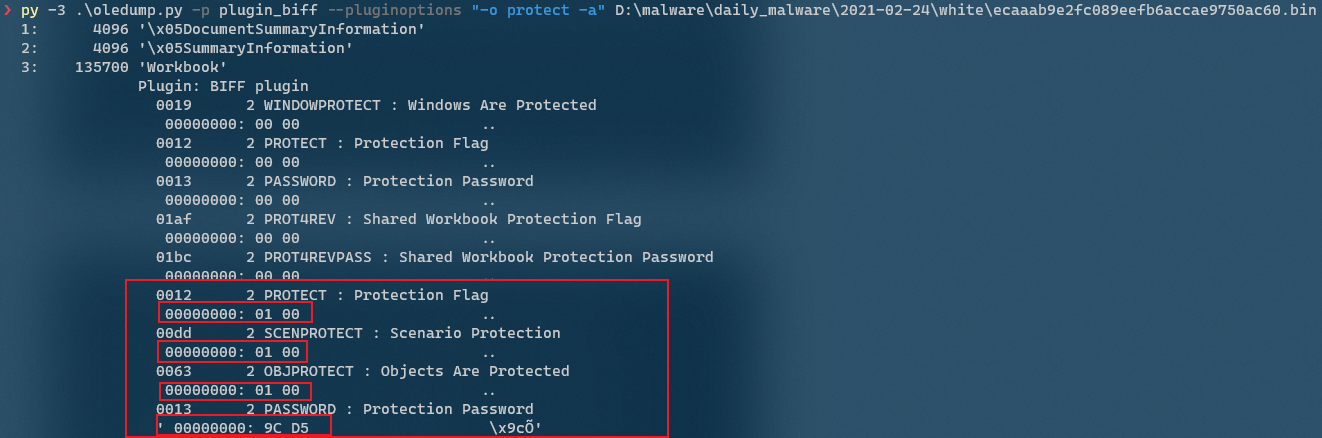 ❯ py -3 .\oledump.py -p plugin_biff --pluginoptions "-o protect -a" D:\malware\daily_malware\2021-02-24\white\ecaaab9e2fc089eefb6accae9750ac60.bin
1: 4096 '\x05DocumentSummaryInformation'
2: 4096 '\x05SummaryInformation'
3: 135700 'Workbook'
Plugin: BIFF plugin
0019 2 WINDOWPROTECT : Windows Are Protected
00000000: 00 00 ..
0012 2 PROTECT : Protection Flag
00000000: 00 00 ..
0013 2 PASSWORD : Protection Password
00000000: 00 00 ..
01af 2 PROT4REV : Shared Workbook Protection Flag
00000000: 00 00 ..
01bc 2 PROT4REVPASS : Shared Workbook Protection Password
00000000: 00 00 ..
0012 2 PROTECT : Protection Flag
00000000: 01 00 ..
00dd 2 SCENPROTECT : Scenario Protection
00000000: 01 00 ..
0063 2 OBJPROTECT : Objects Are Protected
00000000: 01 00 ..
0013 2 PASSWORD : Protection Password
' 00000000: 9C D5 \x9cÕ'